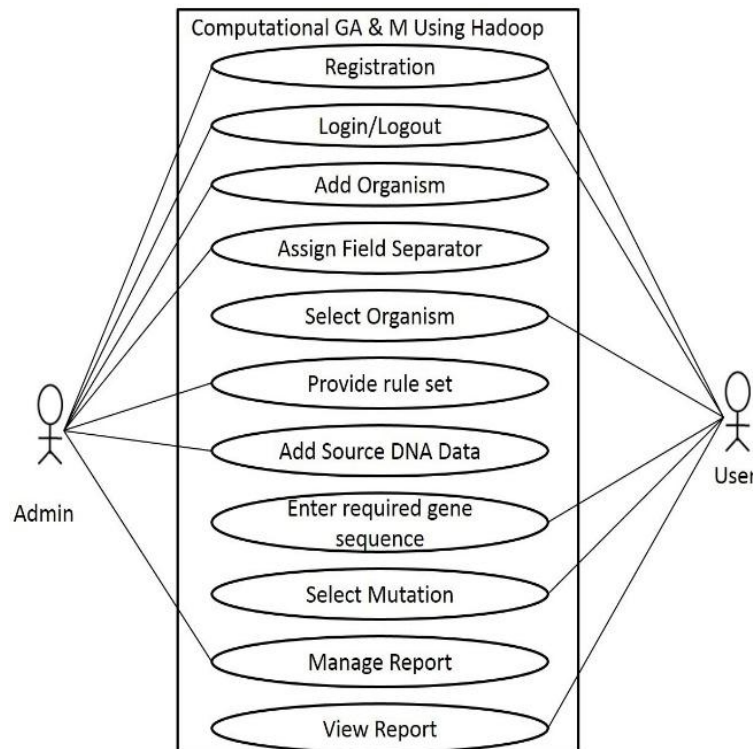 Computational GA & M Using Hadoop
Registration
Login/Logout
Add Organism
Assign Field Separator
Select Organism
Provide rule set
Add Source DNA Data
Enter required gene
sequence
Select Mutation
Manage Report
View Report
Admin
User